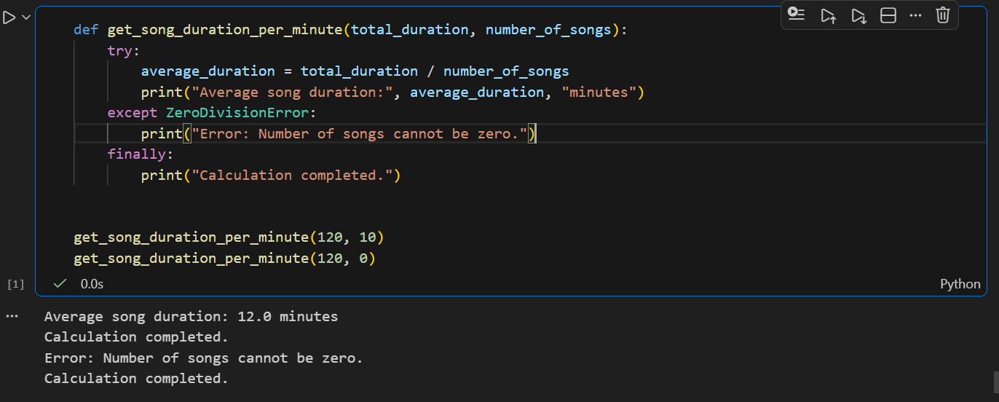 def get_song_duration_per_minute(total_duration, number_of_songs):
    try:
        average_duration = total_duration / number_of_songs
        print("Average song duration:", average_duration, "minutes")
    except ZeroDivisionError:
        print("Error: Number of songs cannot be zero.")
    finally:
        print("Calculation completed.")
get_song_duration_per_minute(120, 10)
get_song_duration_per_minute(120, 0)
[1] 0.0s Python
Average song duration: 12.0 minutes
Calculation completed.
Error: Number of songs cannot be zero.
Calculation completed.